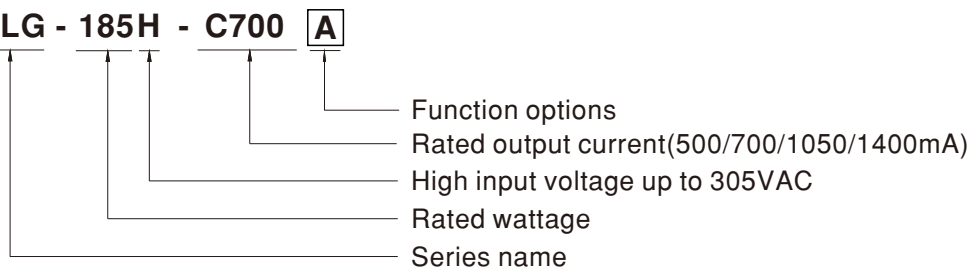 LG - 185H - C700 A
Function options
Rated output current(500/700/1050/1400mA)
High input voltage up to 305VAC
Rated wattage
Series name